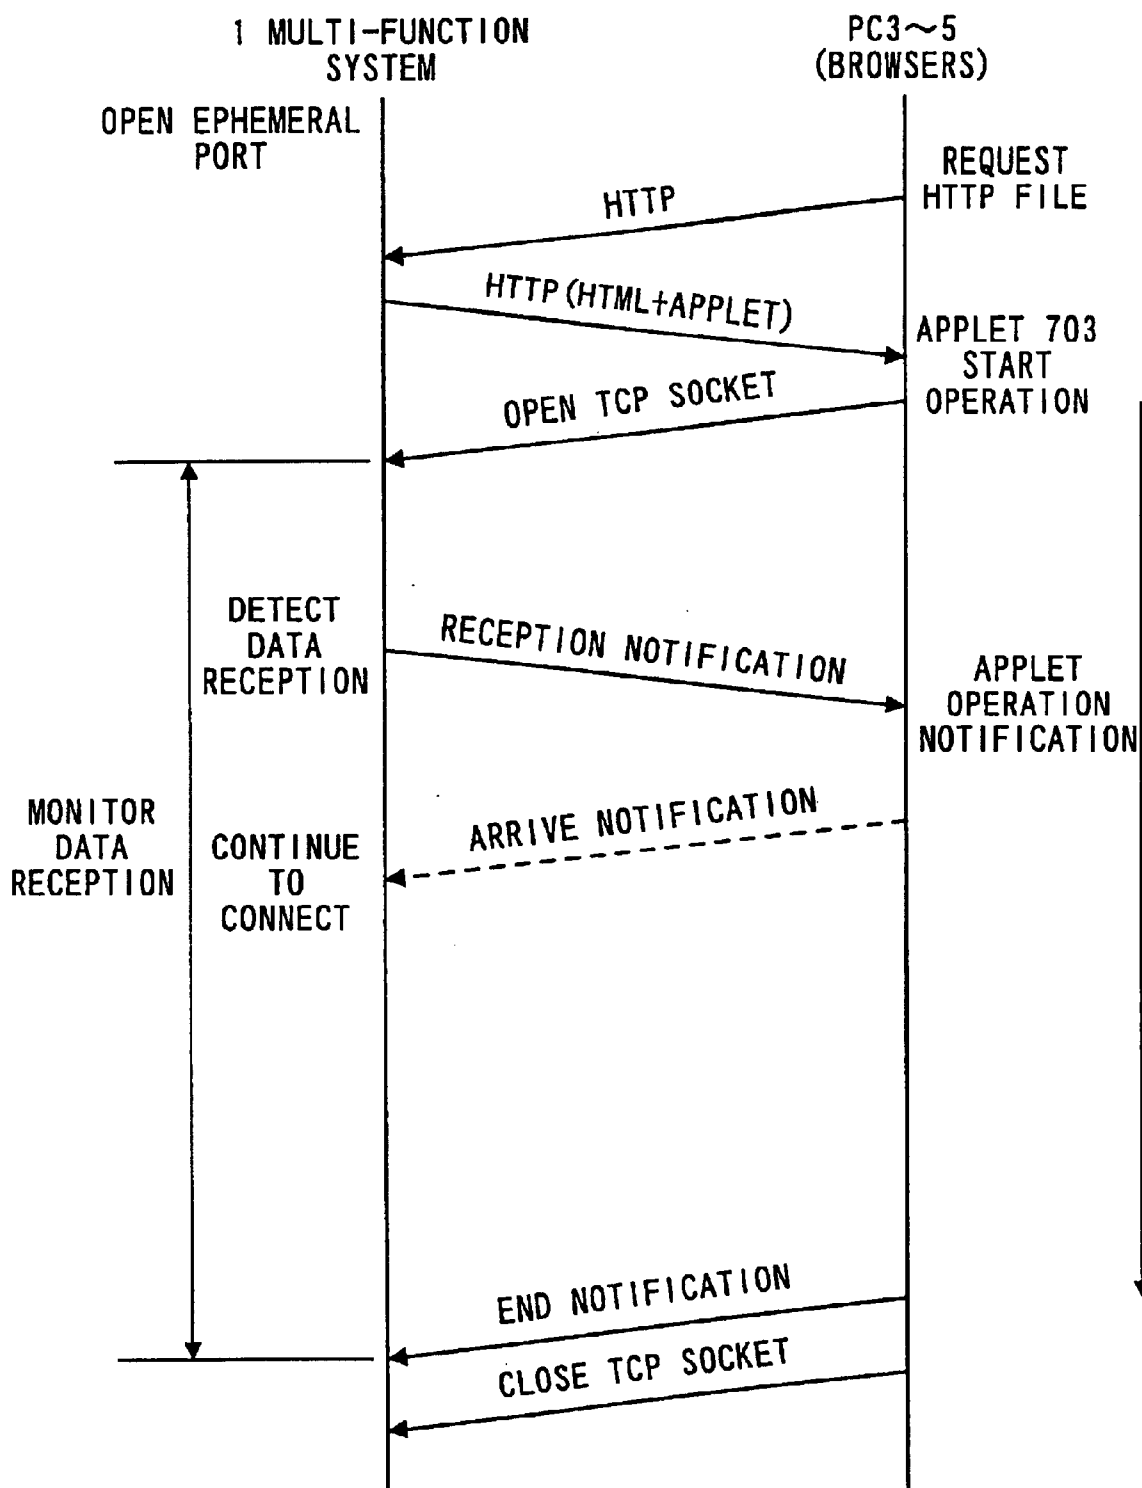 1 MULTI-FUNCTION
SYSTEM
PC3~5
(BROWSERS)
OPEN EPHEMERAL
PORT
REQUEST
HTTP FILE
HTTP
HTTP(HTML+APPLET)
APPLET 703
START
OPERATION
OPEN TCP SOCKET
DETECT
DATA
RECEPTION
RECEPTION NOTIFICATION
APPLET
OPERATION
NOTIFICATION
MONITOR
DATA
RECEPTION
CONTINUE
TO
CONNECT
ARRIVE NOTIFICATION
END NOTIFICATION
CLOSE TCP SOCKET